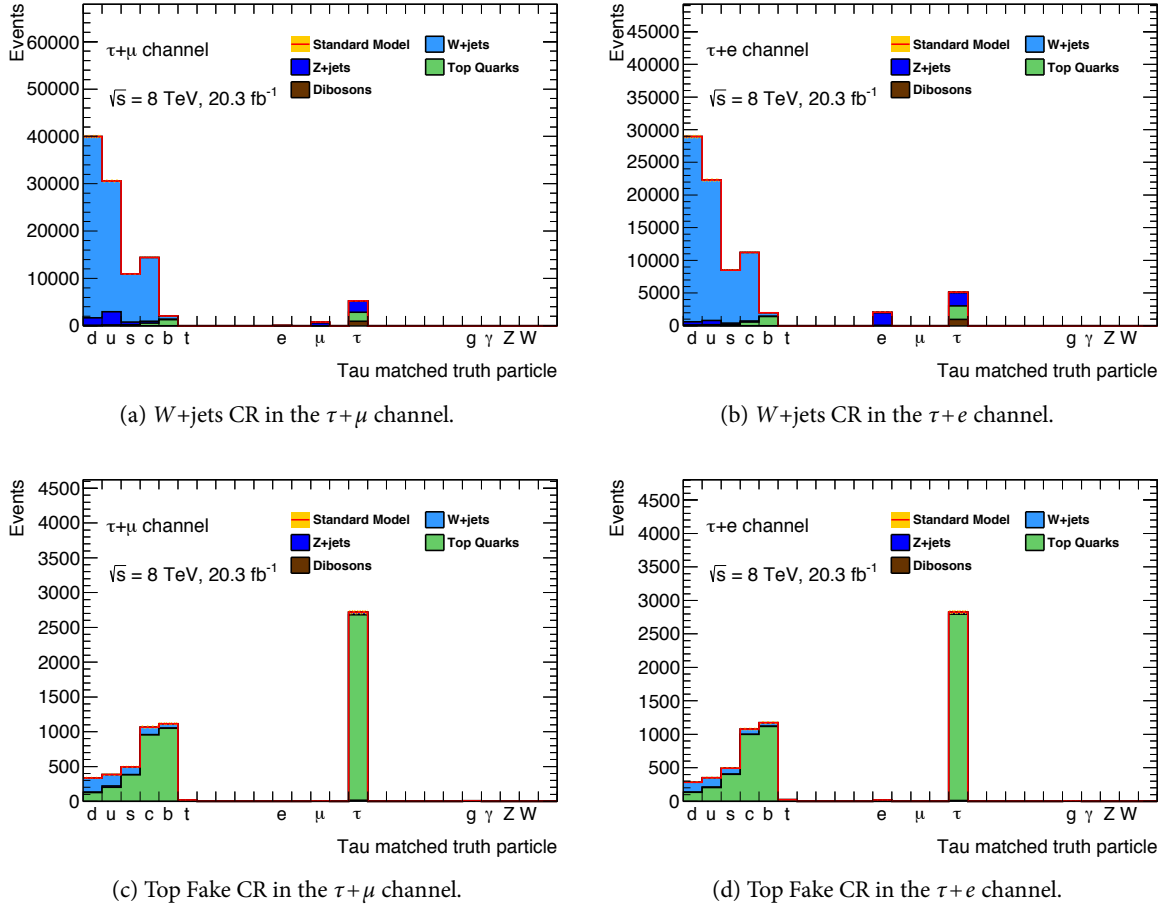 Events
60000
50000
40000
30000
20000
10000
0
τ+μ channel
√s = 8 TeV, 20.3 fb⁻¹
Standard Model
W+jets
Z+jets
Top Quarks
Dibosons
d u s c b t e μ τ g γ Z W
Tau matched truth particle
(a) W+jets CR in the τ+μ channel.
Events
45000
40000
35000
30000
25000
20000
15000
10000
5000
0
τ+e channel
√s = 8 TeV, 20.3 fb⁻¹
Standard Model
W+jets
Z+jets
Top Quarks
Dibosons
d u s c b t e μ τ g γ Z W
Tau matched truth particle
(b) W+jets CR in the τ+e channel.
Events
4500
4000
3500
3000
2500
2000
1500
1000
500
0
τ+μ channel
√s = 8 TeV, 20.3 fb⁻¹
Standard Model
W+jets
Z+jets
Top Quarks
Dibosons
d u s c b t e μ τ g γ Z W
Tau matched truth particle
(c) Top Fake CR in the τ+μ channel.
Events
4500
4000
3500
3000
2500
2000
1500
1000
500
0
τ+e channel
√s = 8 TeV, 20.3 fb⁻¹
Standard Model
W+jets
Z+jets
Top Quarks
Dibosons
d u s c b t e μ τ g γ Z W
Tau matched truth particle
(d) Top Fake CR in the τ+e channel.